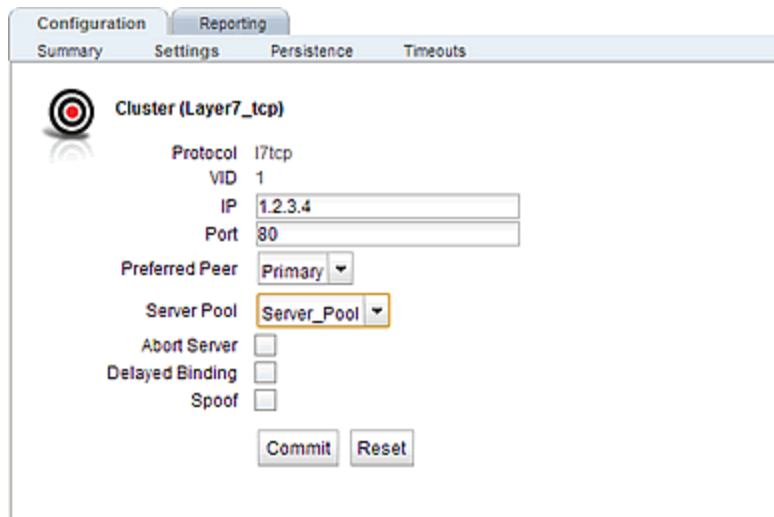 Configuration Reporting
Summary Settings Persistence Timeouts
Cluster (Layer7_tcp)
Protocol l7tcp
VID 1
IP 1.2.3.4
Port 80
Preferred Peer Primary
Server Pool Server_Pool
Abort Server
Delayed Binding
Spoof
Commit Reset